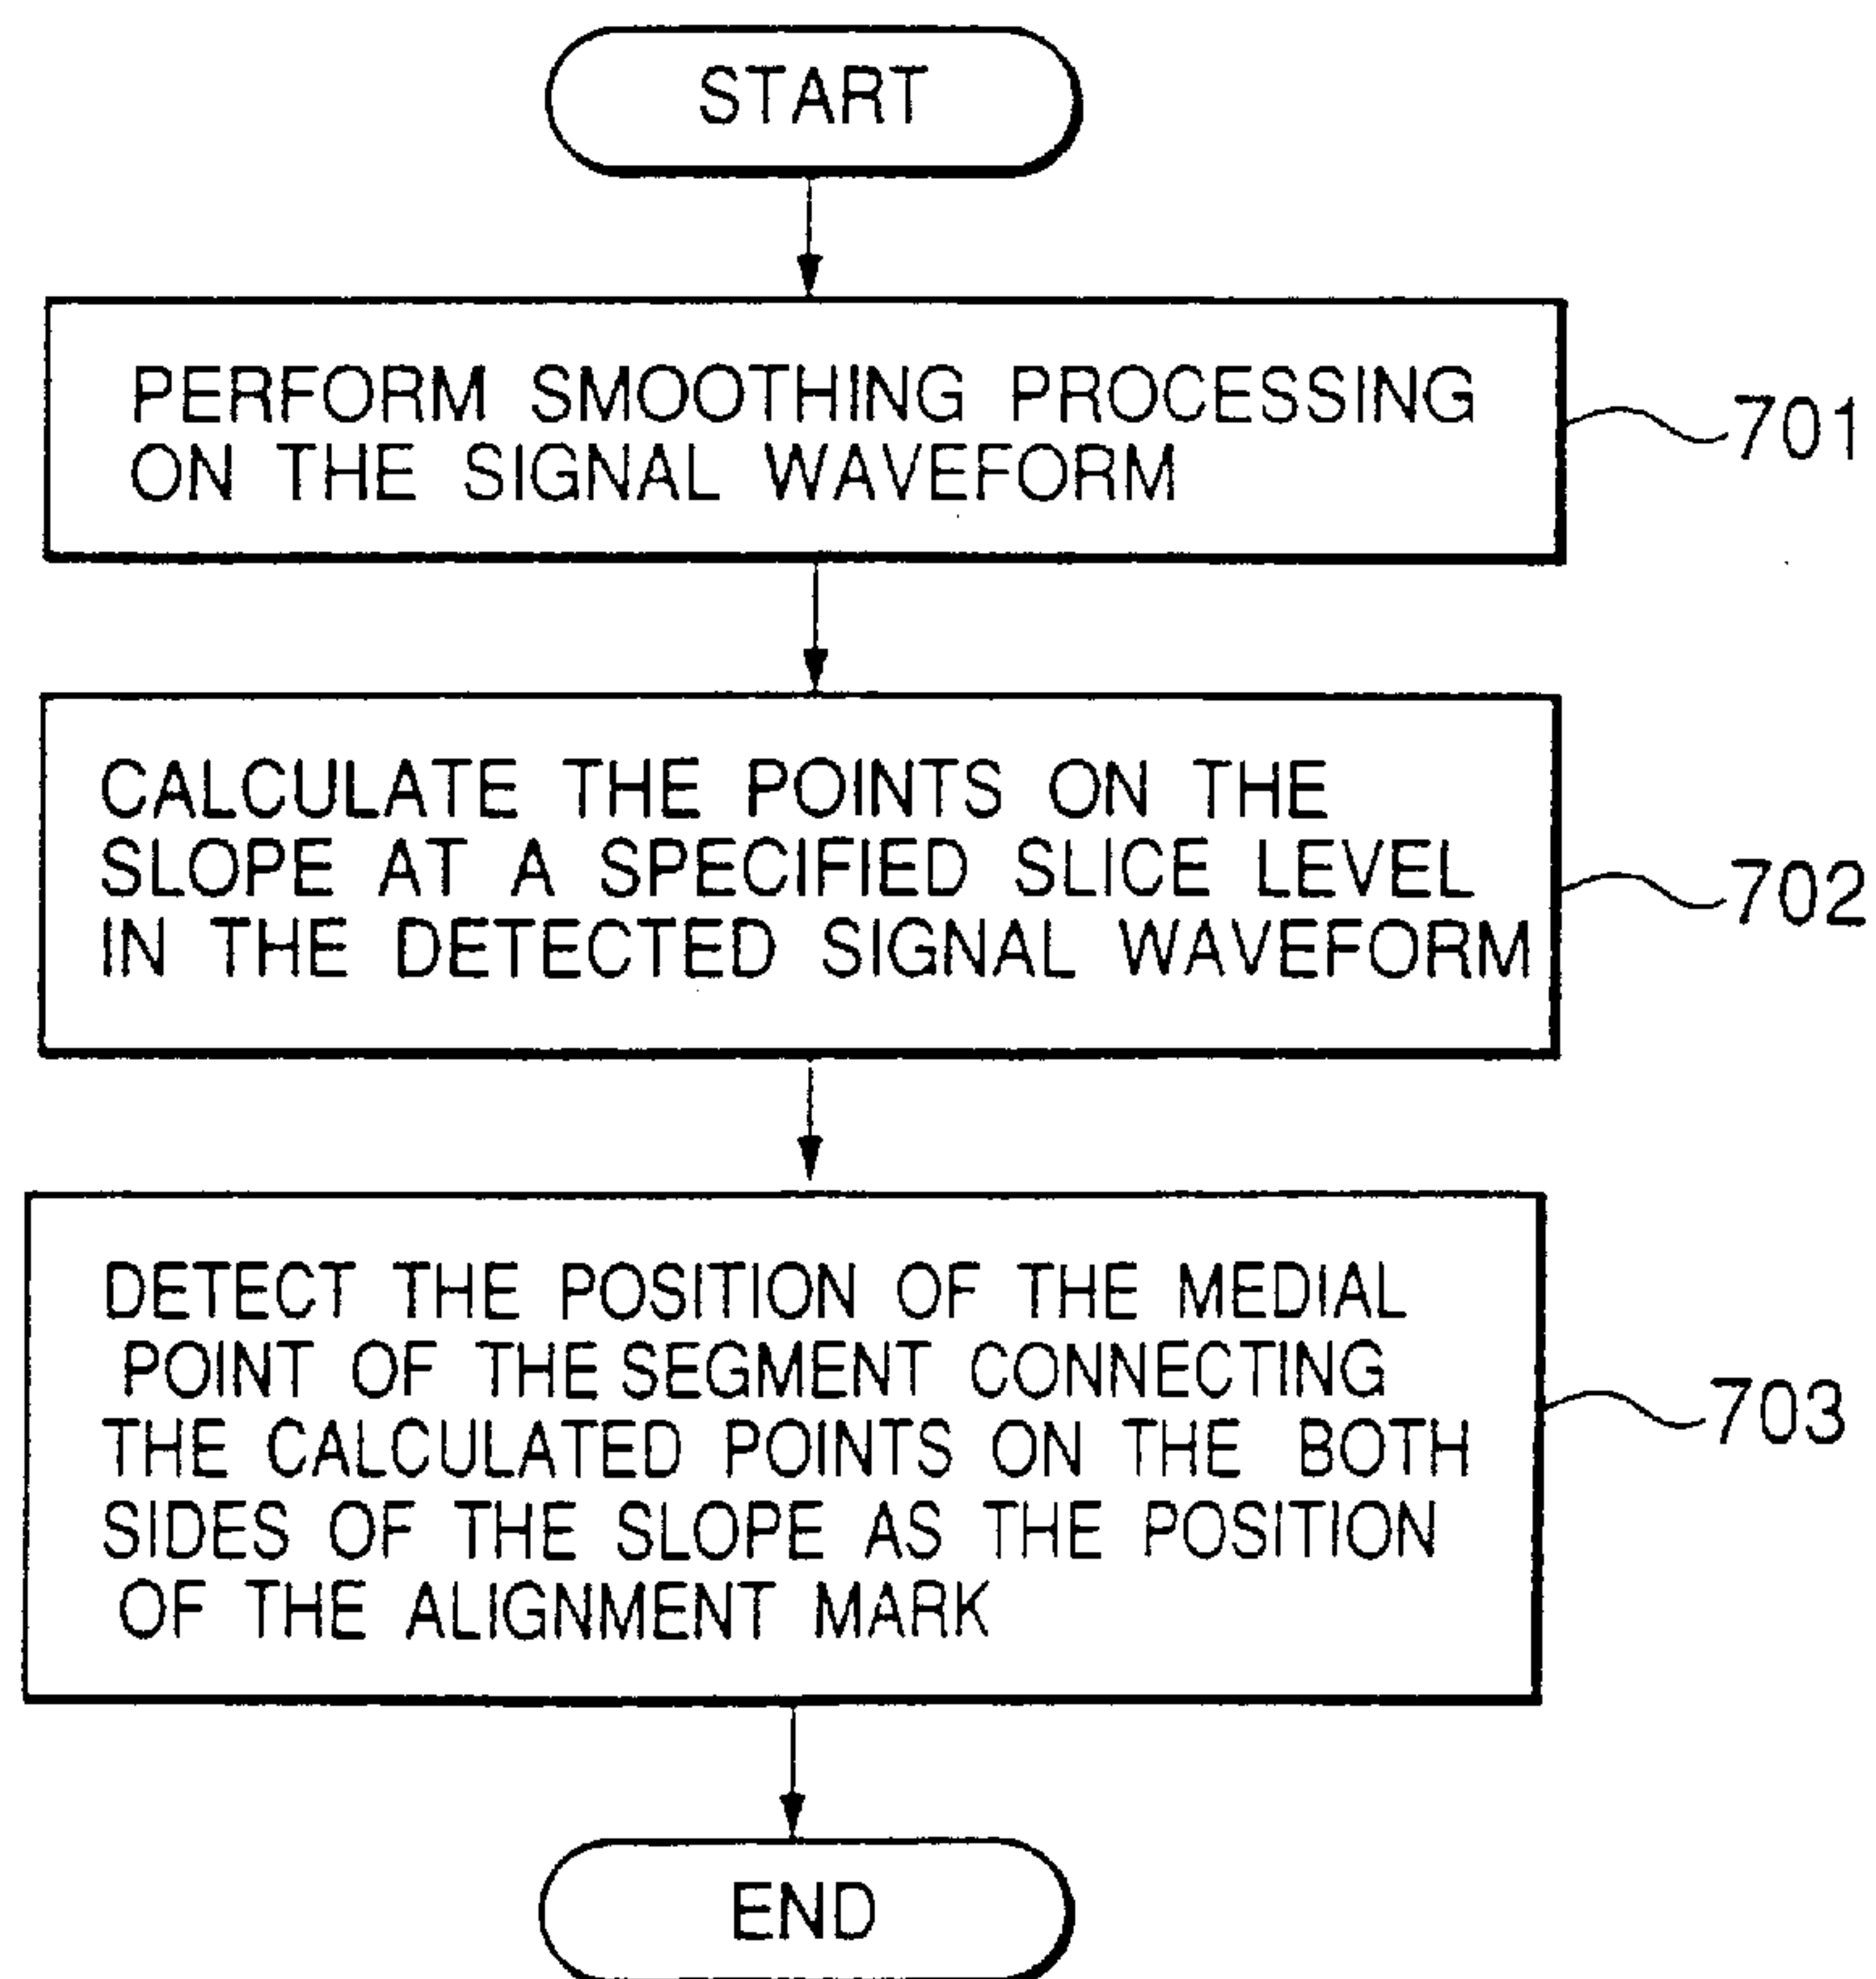 START
PERFORM SMOOTHING PROCESSING
ON THE SIGNAL WAVEFORM
701
CALCULATE THE POINTS ON THE
SLOPE AT A SPECIFIED SLICE LEVEL
IN THE DETECTED SIGNAL WAVEFORM
702
DETECT THE POSITION OF THE MEDIAL
POINT OF THE SEGMENT CONNECTING
THE CALCULATED POINTS ON THE BOTH
SIDES OF THE SLOPE AS THE POSITION
OF THE ALIGNMENT MARK
703
END